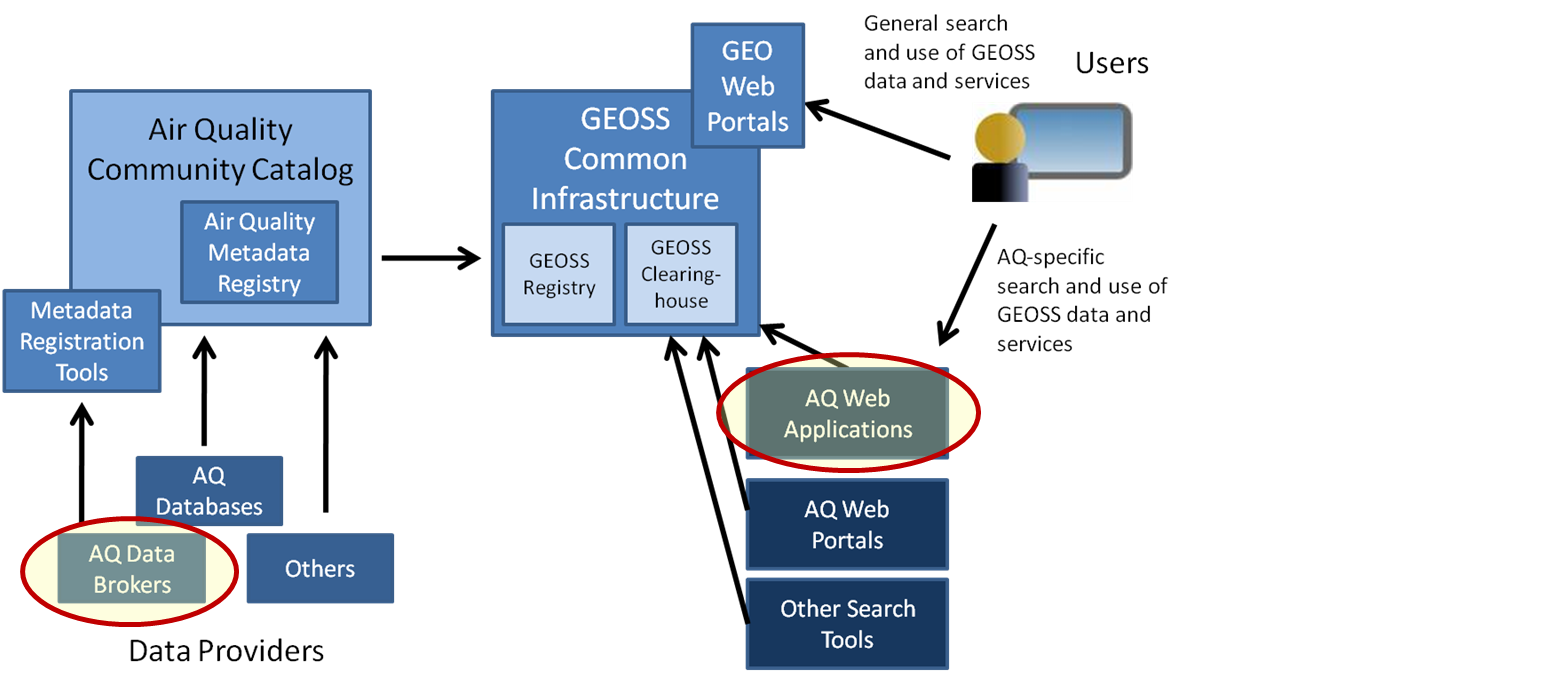 Air Quality
Community Catalog
Air Quality
Metadata
Registry
Metadata
Registration
Tools
AQ
Databases
AQ Data
Brokers
Others
Data Providers
GEO
Web
Portals
GEOSS
Common
Infrastructure
GEOSS
Registry
GEOSS
Clearing-
house
General search
and use of GEOSS
data and services
Users
AQ-specific
search and use of
GEOSS data and
services
AQ Web
Applications
AQ Web
Portals
Other Search
Tools